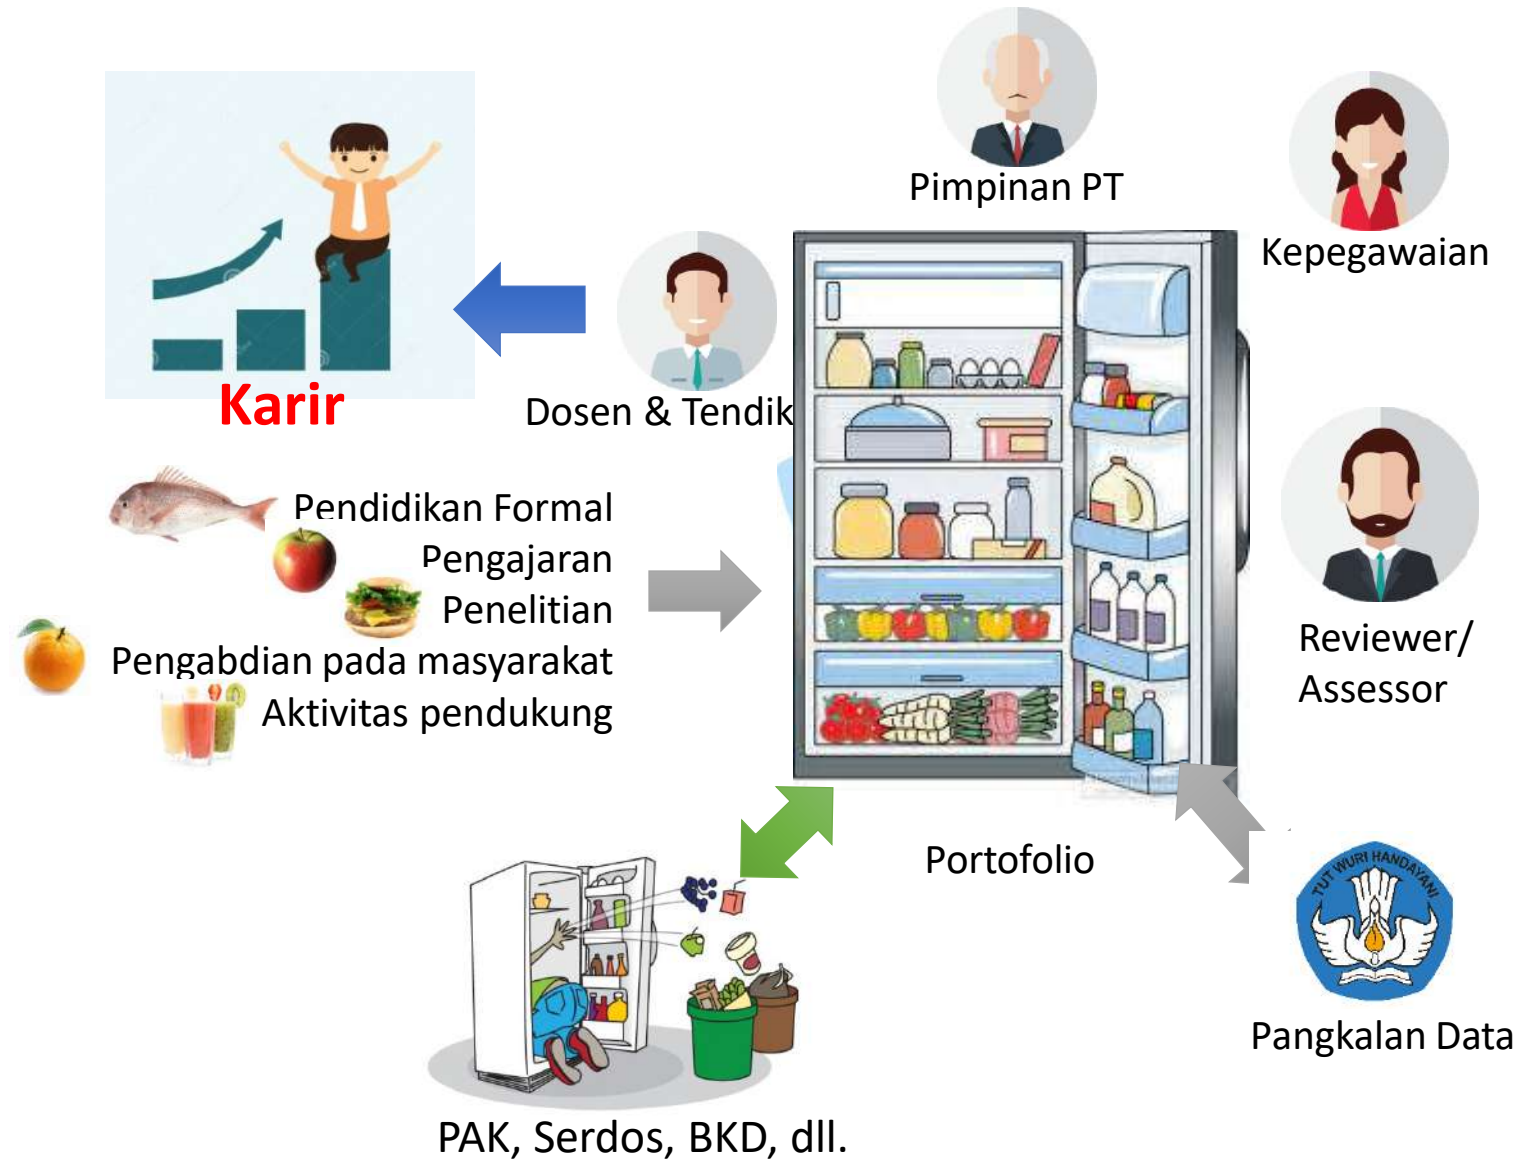 Pimpinan PT
Kepegawaian
Karir
Dosen & Tendik
Pendidikan Formal
Pengajaran
Penelitian
Pengabdian pada masyarakat
Aktivitas pendukung
Reviewer/
Assessor
Portofolio
TUT WURI HANDAYANI
Pangkalan Data
PAK, Serdos, BKD, dll.